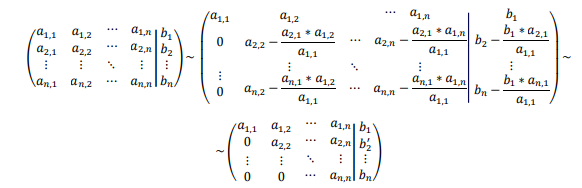 ( a1,1 a1,2 ⋯ a1,n | b1 ; a2,1 a2,2 ⋯ a2,n | b2 ; ⋮ ⋮ ⋱ ⋮ | ⋮ ; an,1 an,2 ⋯ an,n | bn ) ~ ( a1,1 a1,2 ⋯ a1,n | b1 ; 0 a2,2 − (a2,1 * a1,2)/a1,1 ⋯ a2,n − (a2,1 * a1,n)/a1,1 | b2 − (b1 * a2,1)/a1,1 ; ⋮ ⋮ ⋱ ⋮ | ⋮ ; 0 an,2 − (an,1 * a1,2)/a1,1 ⋯ an,n − (an,1 * a1,n)/a1,1 | bn − (b1 * an,1)/a1,1 ) ~
~ ( a1,1 a1,2 ⋯ a1,n | b1 ; 0 a2,2 ⋯ a2,n | b′2 ; ⋮ ⋮ ⋱ ⋮ | ⋮ ; 0 0 ⋯ an,n | bn )